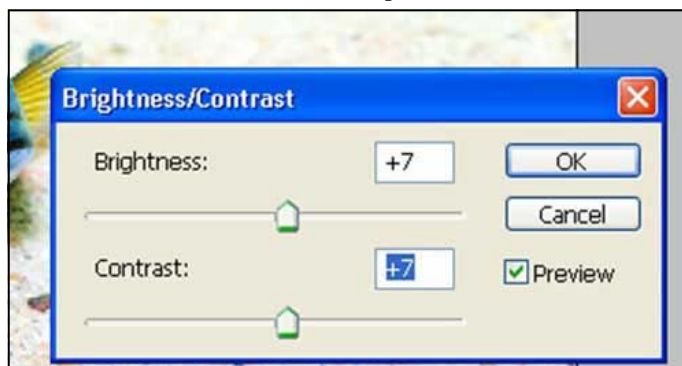 Brightness/Contrast
Brightness: +7 OK
Cancel
Contrast: +7 Preview